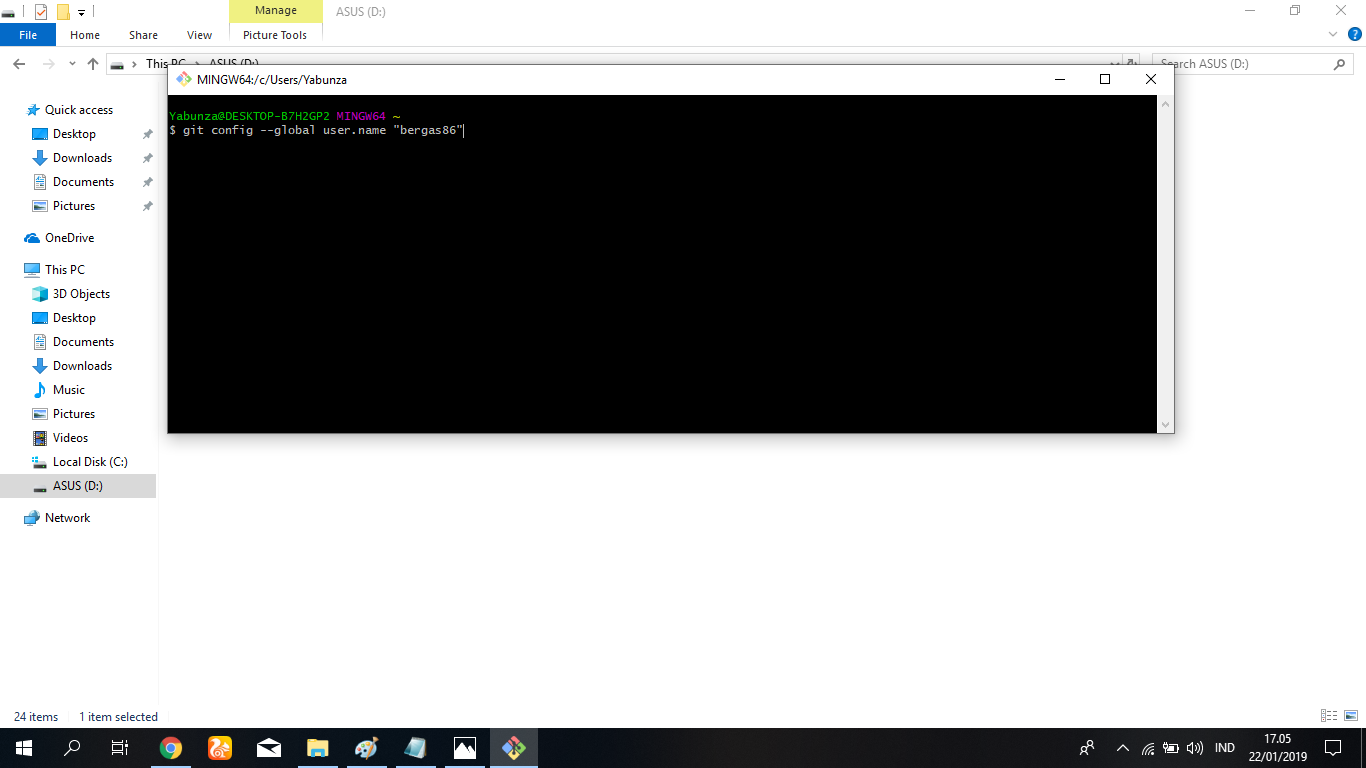 Manage
ASUS (D:)
File
Home
Share
View
Picture Tools
ASUS (D:)
Search ASUS (D:)
MINGW64:/c/Users/Yabunza
Yabunza@DESKTOP-B7H2GP2 MINGW64 ~
$ git config --global user.name "bergas86"
Quick access
Desktop
Downloads
Documents
Pictures
OneDrive
This PC
3D Objects
Desktop
Documents
Downloads
Music
Pictures
Videos
Local Disk (C:)
ASUS (D:)
Network
24 items
1 item selected
IND
17.05
22/01/2019